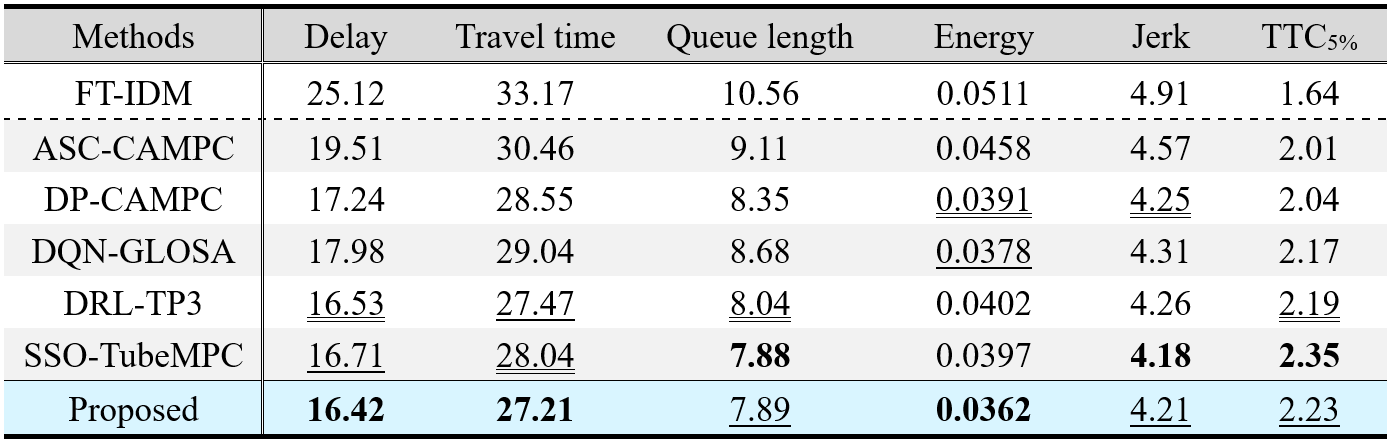 Methods Delay Travel time Queue length Energy Jerk TTC5%
FT-IDM 25.12 33.17 10.56 0.0511 4.91 1.64
ASC-CAMPC 19.51 30.46 9.11 0.0458 4.57 2.01
DP-CAMPC 17.24 28.55 8.35 0.0391 4.25 2.04
DQN-GLOSA 17.98 29.04 8.68 0.0378 4.31 2.17
DRL-TP3 16.53 27.47 8.04 0.0402 4.26 2.19
SSO-TubeMPC 16.71 28.04 7.88 0.0397 4.18 2.35
Proposed 16.42 27.21 7.89 0.0362 4.21 2.23